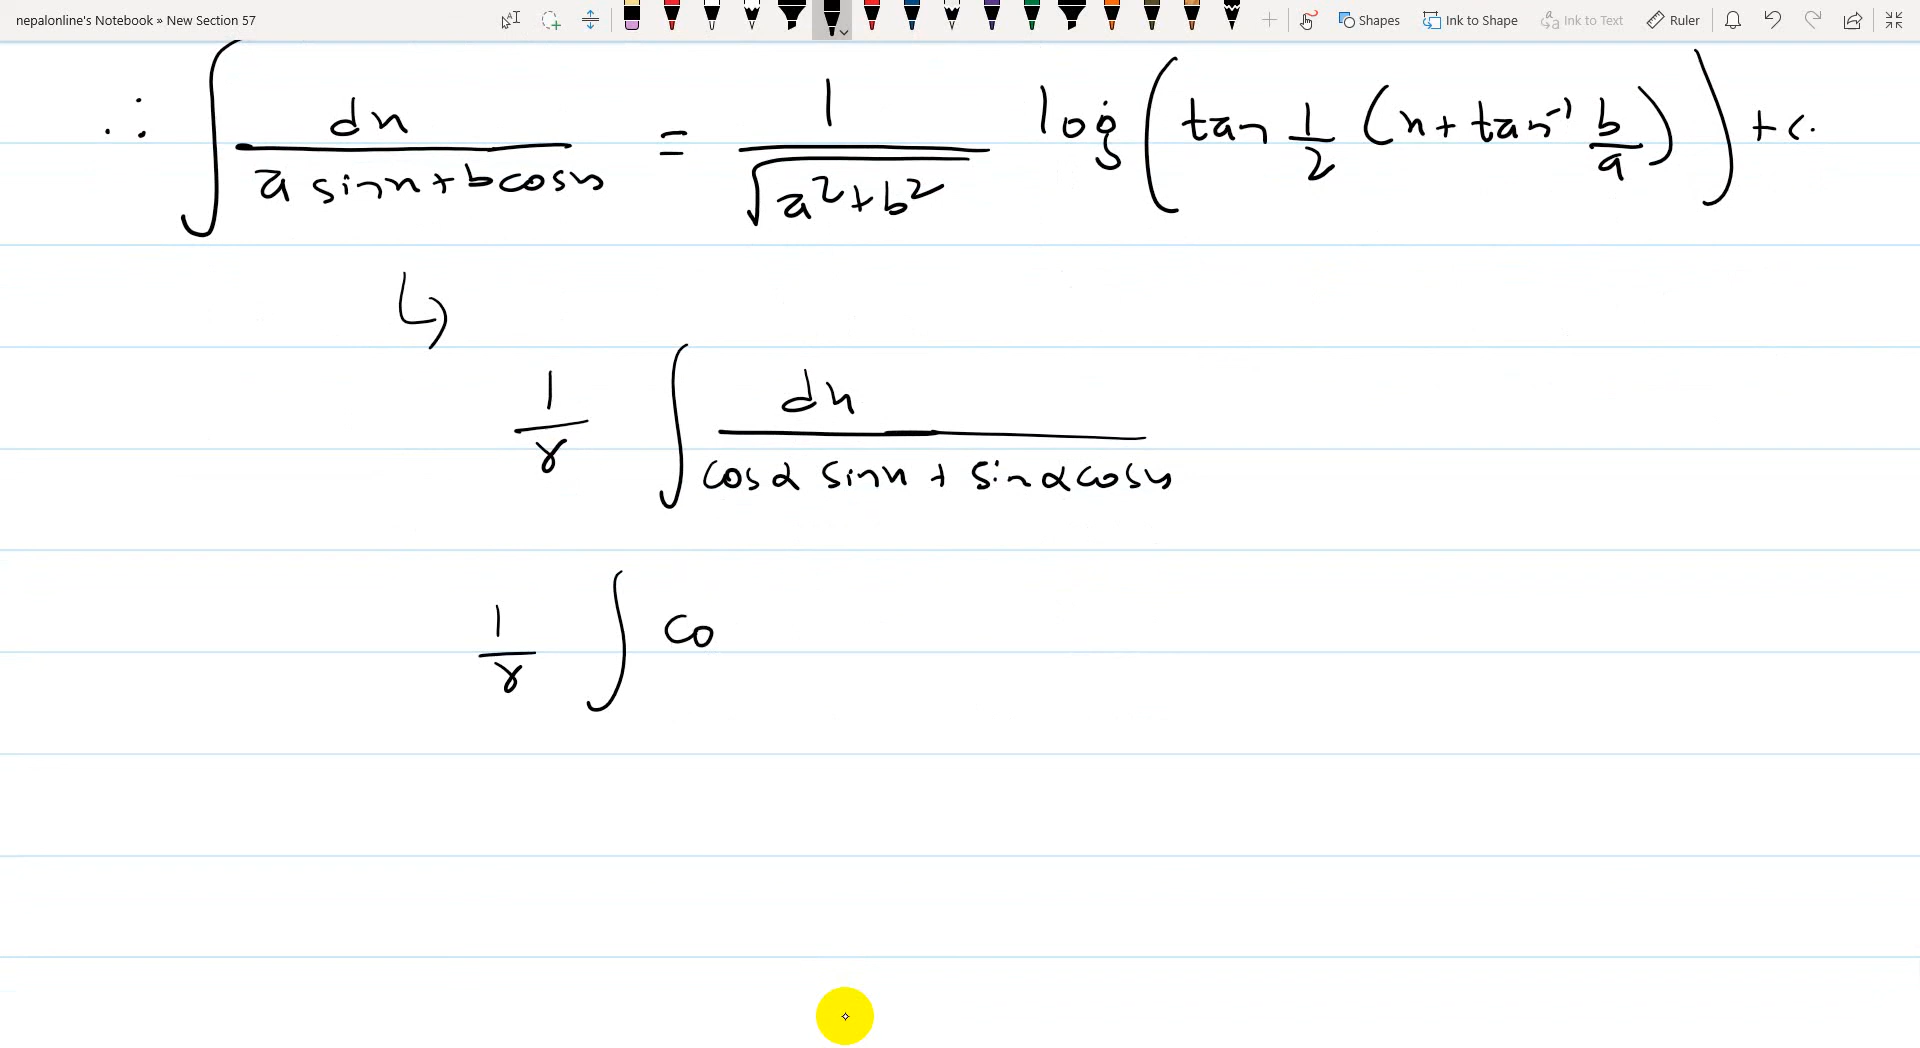 nepalonline's Notebook » New Section 57 Shapes Ink to Shape Ink to Text Ruler
∴ ∫ dx / (a sinx + b cosx) = 1 / √(a² + b²) log (tan 1/2 (x + tan⁻¹ b/a)) + c.
↳
1/r ∫ dx / (cosα sinx + sinα cosx)
1/r ∫ co